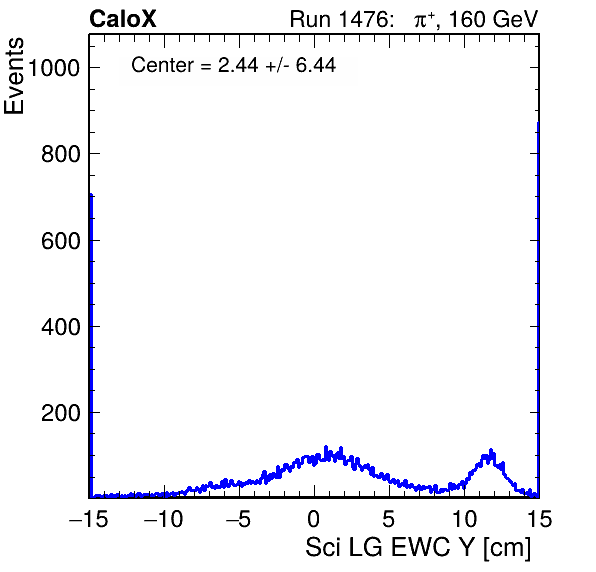 CaloX Run 1476: π⁺, 160 GeV
Events
Center = 2.44 +/- 6.44
1000
800
600
400
200
−15 −10 −5 0 5 10 15
Sci LG EWC Y [cm]